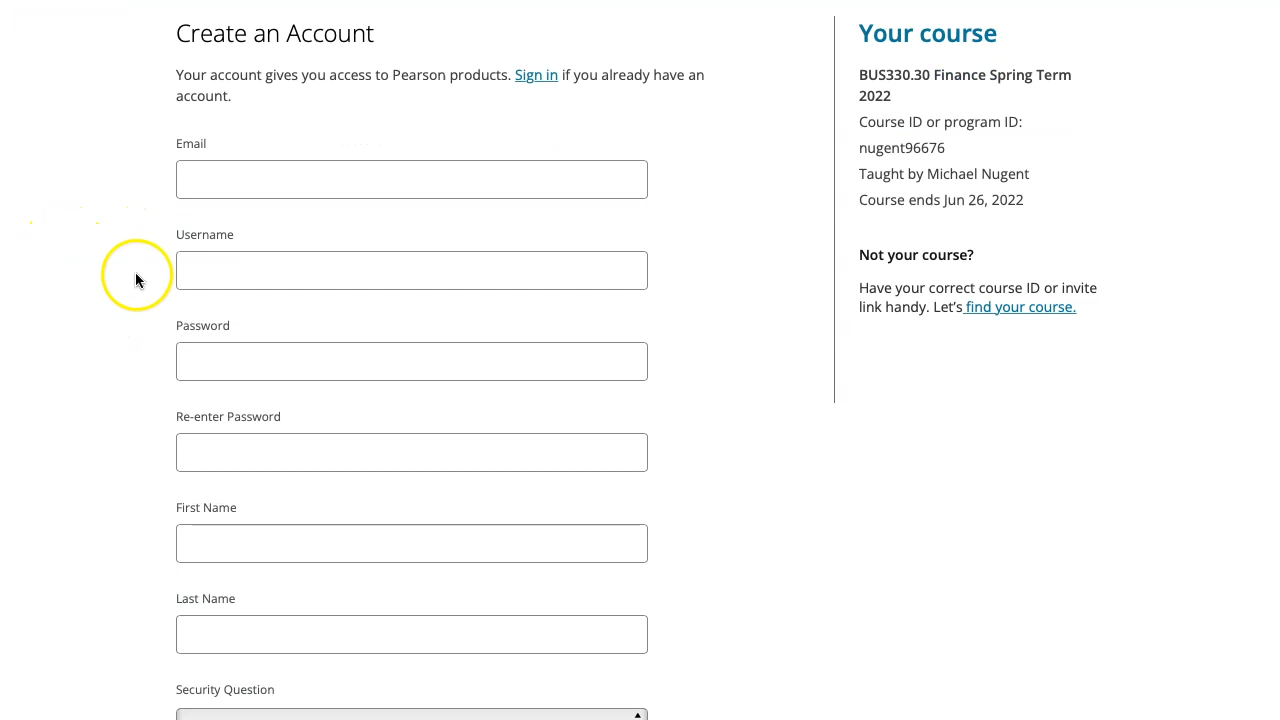 Create an Account
Your account gives you access to Pearson products. Sign in if you already have an
account.
Email
Username
Password
Re-enter Password
First Name
Last Name
Security Question
Your course
BUS330.30 Finance Spring Term
2022
Course ID or program ID:
nugent96676
Taught by Michael Nugent
Course ends Jun 26, 2022
Not your course?
Have your correct course ID or invite
link handy. Let's find your course.